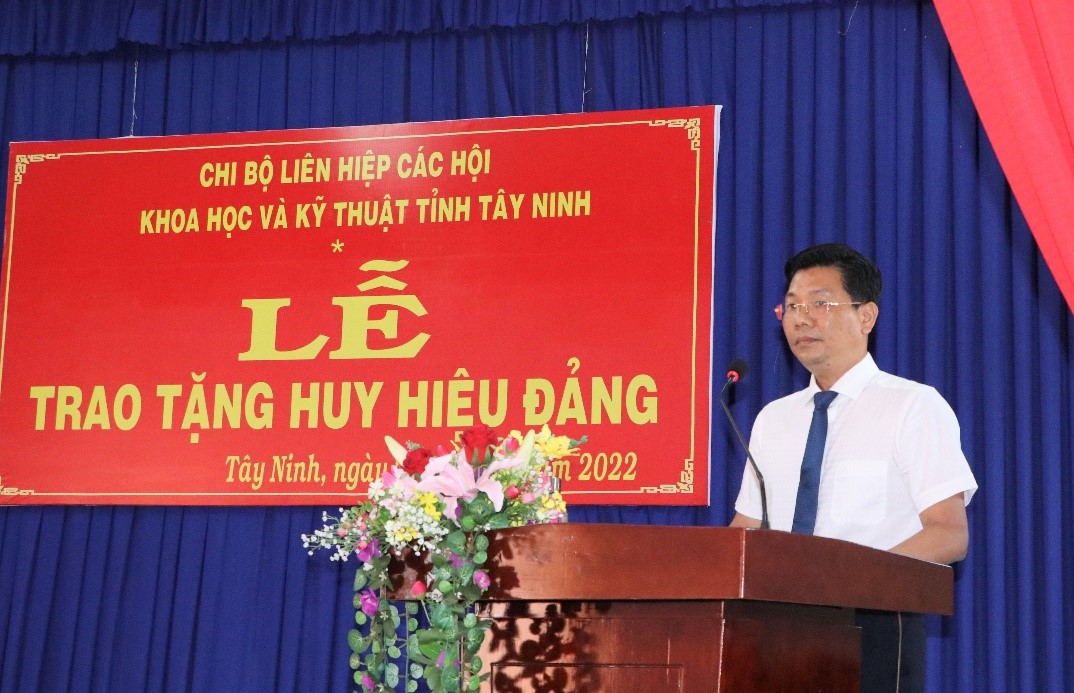 CHI BỘ LIÊN HIỆP CÁC HỘI
KHOA HỌC VÀ KỸ THUẬT TỈNH TÂY NINH
*
LỄ
TRAO TẶNG HUY HIỆU ĐẢNG
Tây Ninh, ngày 2022